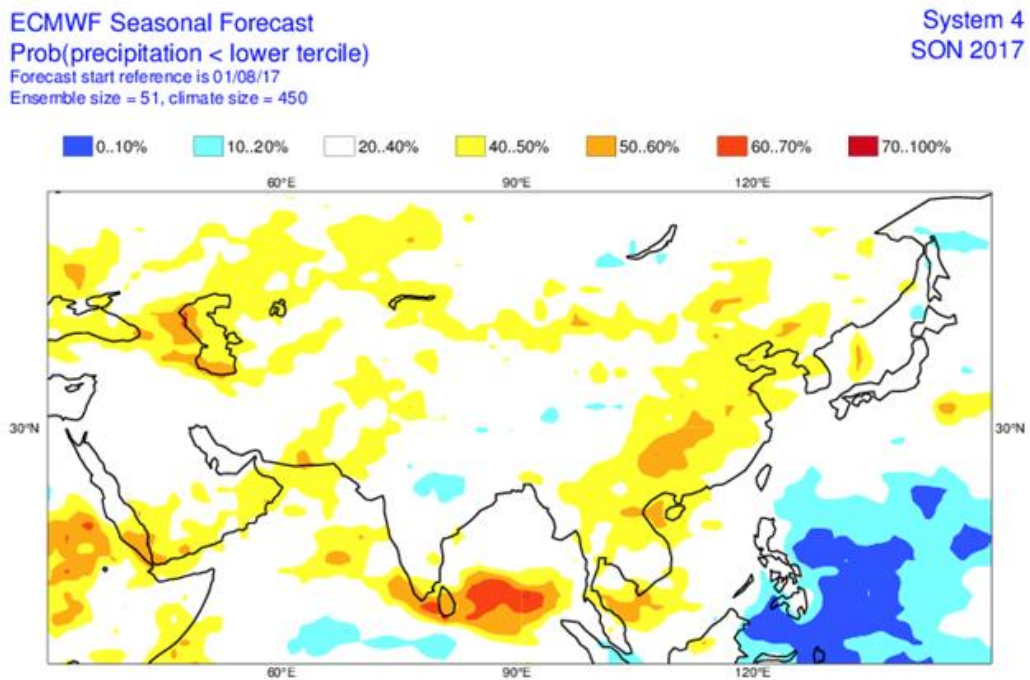 ECMWF Seasonal Forecast
System 4
Prob(precipitation < lower tercile)
SON 2017
Forecast start reference is 01/08/17
Ensemble size = 51, climate size = 450
0..10% 10..20% 20..40% 40..50% 50..60% 60..70% 70..100%
60°E 90°E 120°E
30°N 30°N
60°E 90°E 120°E